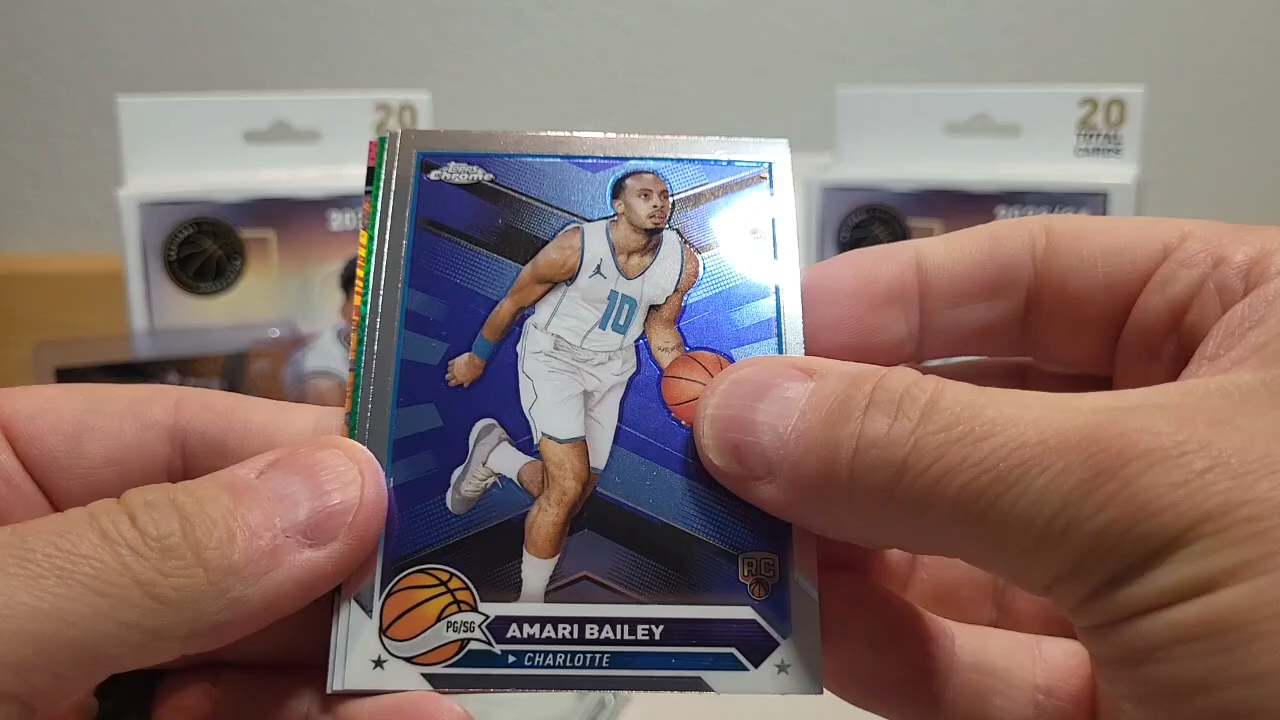 20
20
TOTAL
CARDS
Topps
Chrome
10
RC
PG/SG
AMARI BAILEY
CHARLOTTE